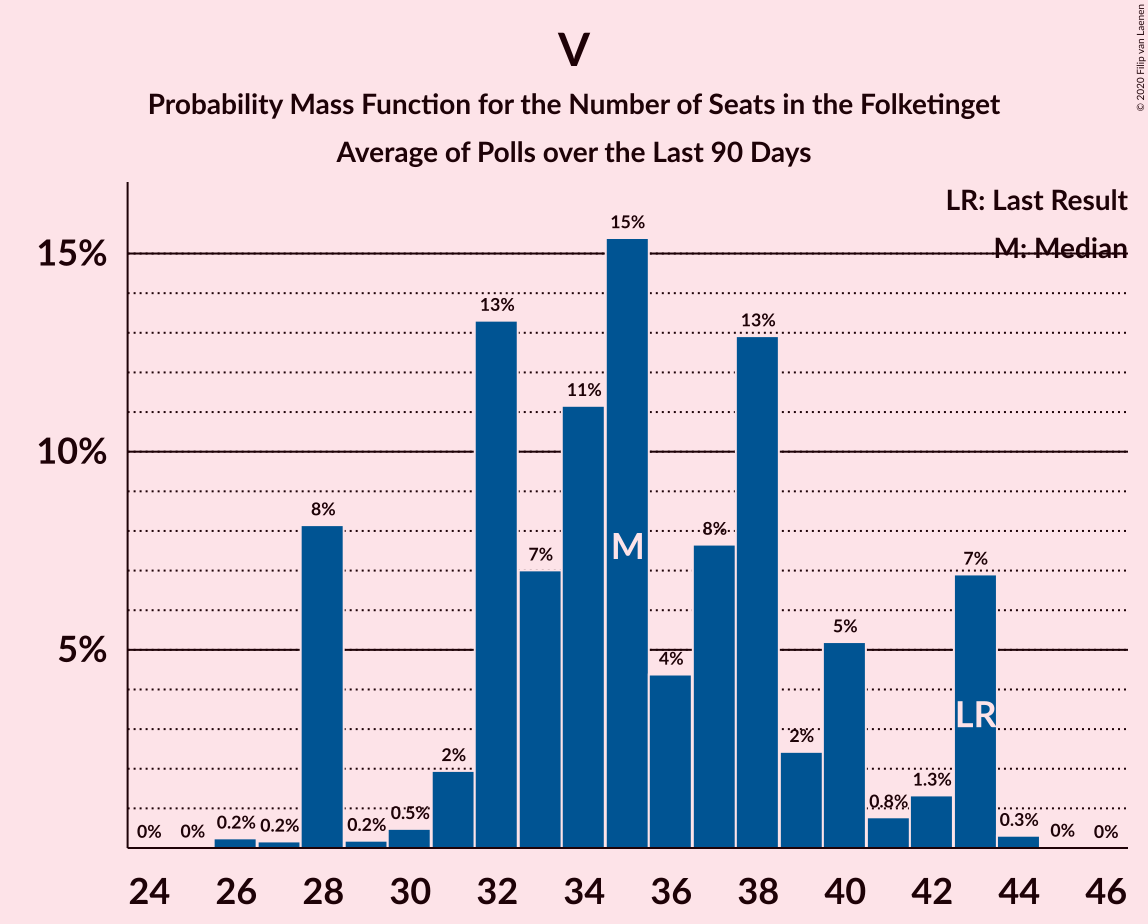 V
Probability Mass Function for the Number of Seats in the Folketinget
Average of Polls over the Last 90 Days
© 2020 Filip van Laenen
LR: Last Result
M: Median
15%
10%
5%
0%
0%
0.2%
0.2%
8%
0.2%
0.5%
2%
13%
7%
11%
15%
4%
8%
13%
2%
5%
0.8%
1.3%
7%
0.3%
0%
0%
M
LR
24 26 28 30 32 34 36 38 40 42 44 46